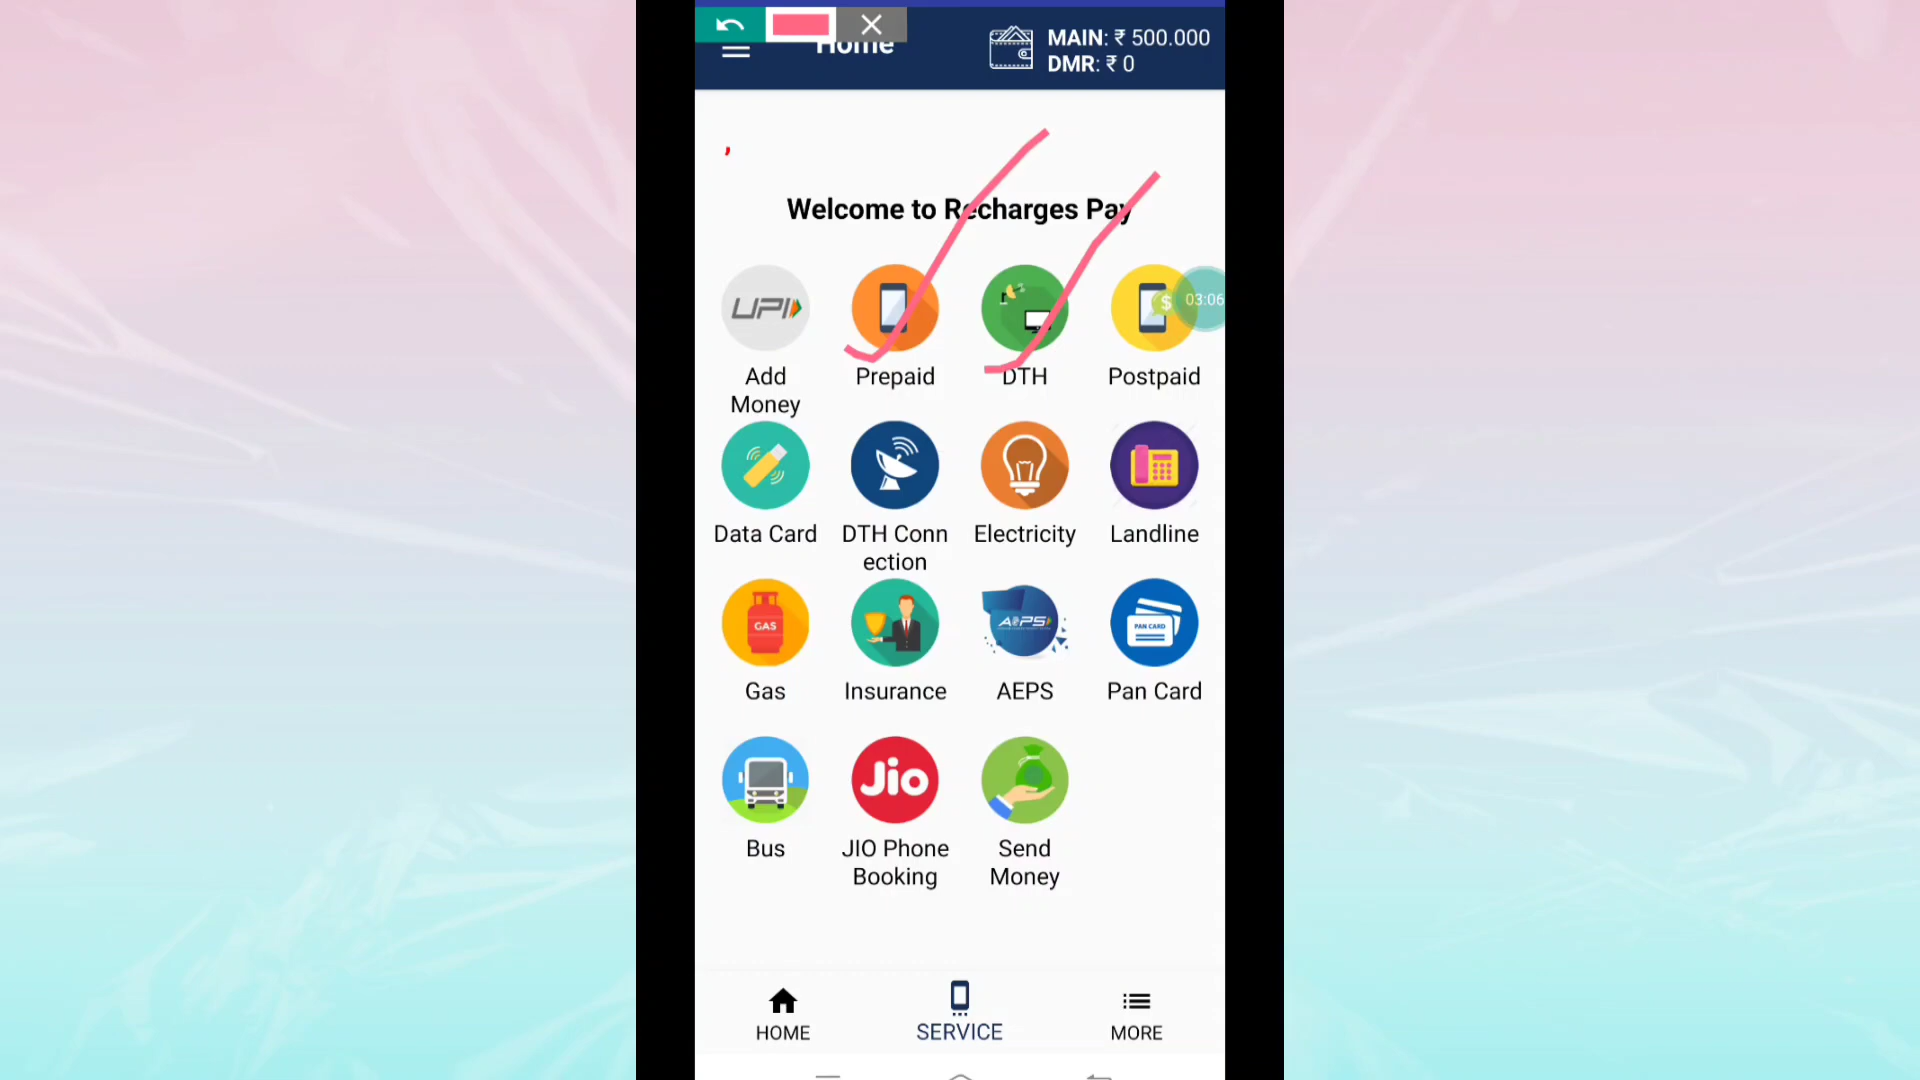 Home
MAIN: ₹ 500.000
DMR: ₹ 0
,
Welcome to Recharges Pay
UPI
$
03:06
Add
Money
Prepaid
DTH
Postpaid
Data Card
DTH Conn
ection
Electricity
Landline
GAS
AEPS
PAN CARD
Gas
Insurance
AEPS
Pan Card
Jio
Bus
JIO Phone
Booking
Send
Money
HOME
SERVICE
MORE